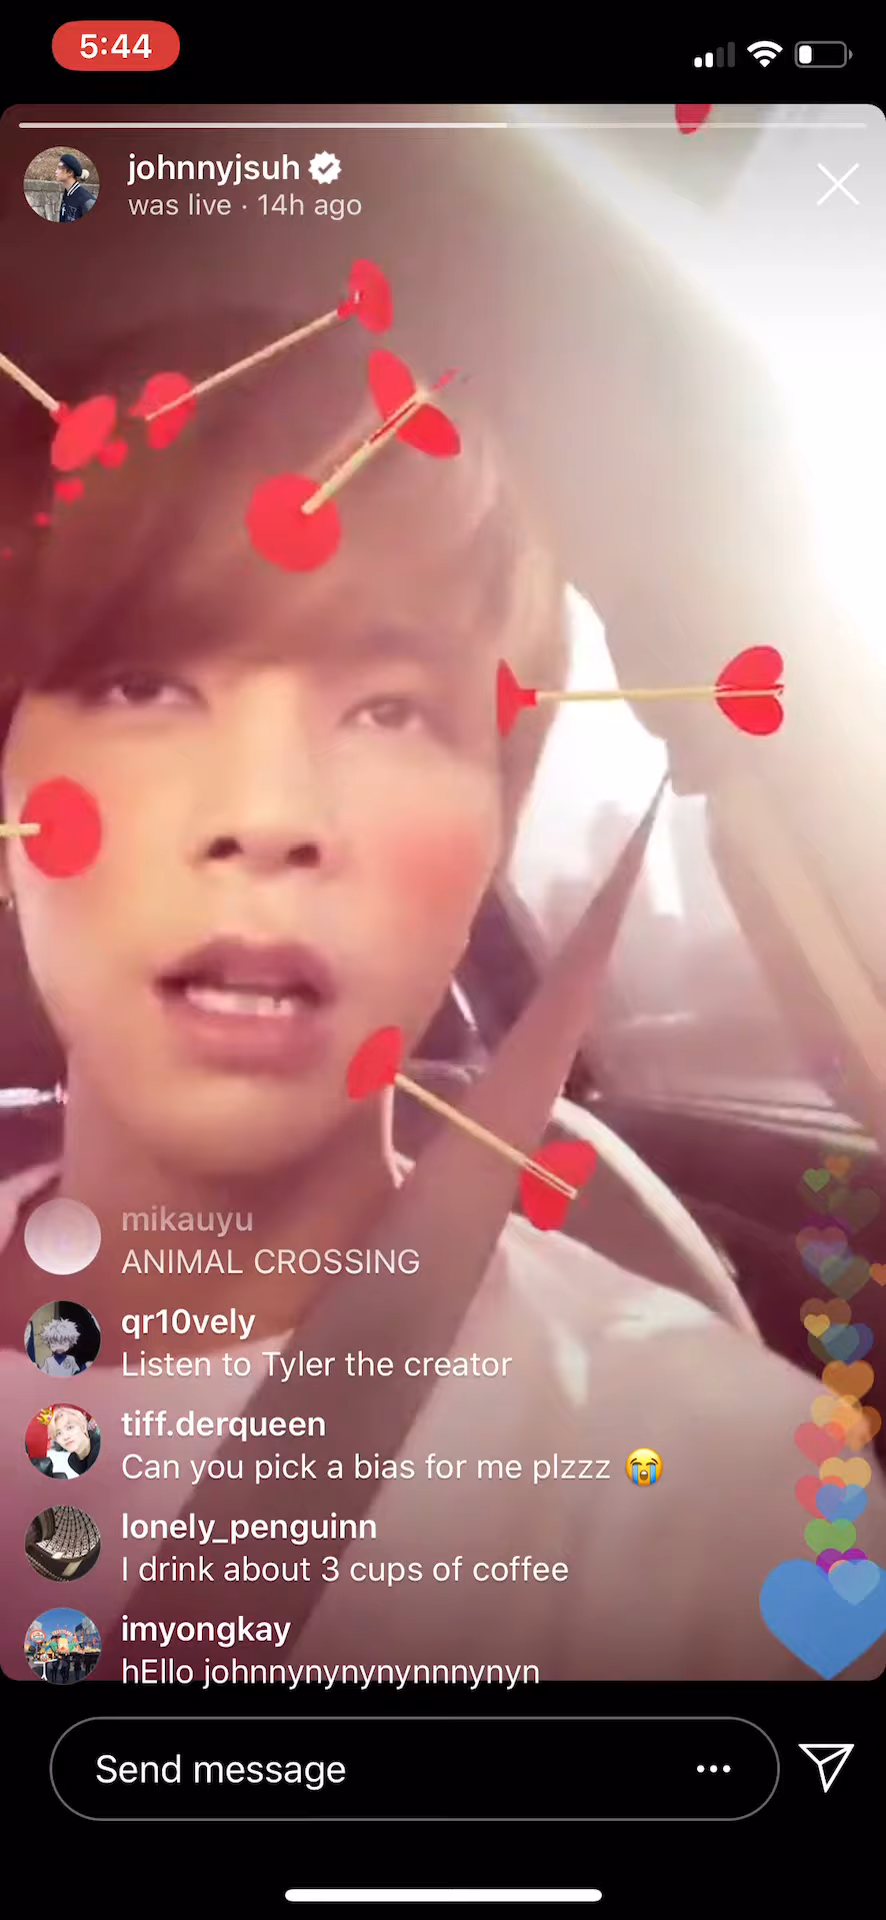 5:44
johnnyjsuh
was live · 14h ago
mikauyu
ANIMAL CROSSING
qr10vely
Listen to Tyler the creator
tiff.derqueen
Can you pick a bias for me plzzz 😭
lonely_penguinn
I drink about 3 cups of coffee
imyongkay
hEllo johnnynynynynnnynyn
Send message